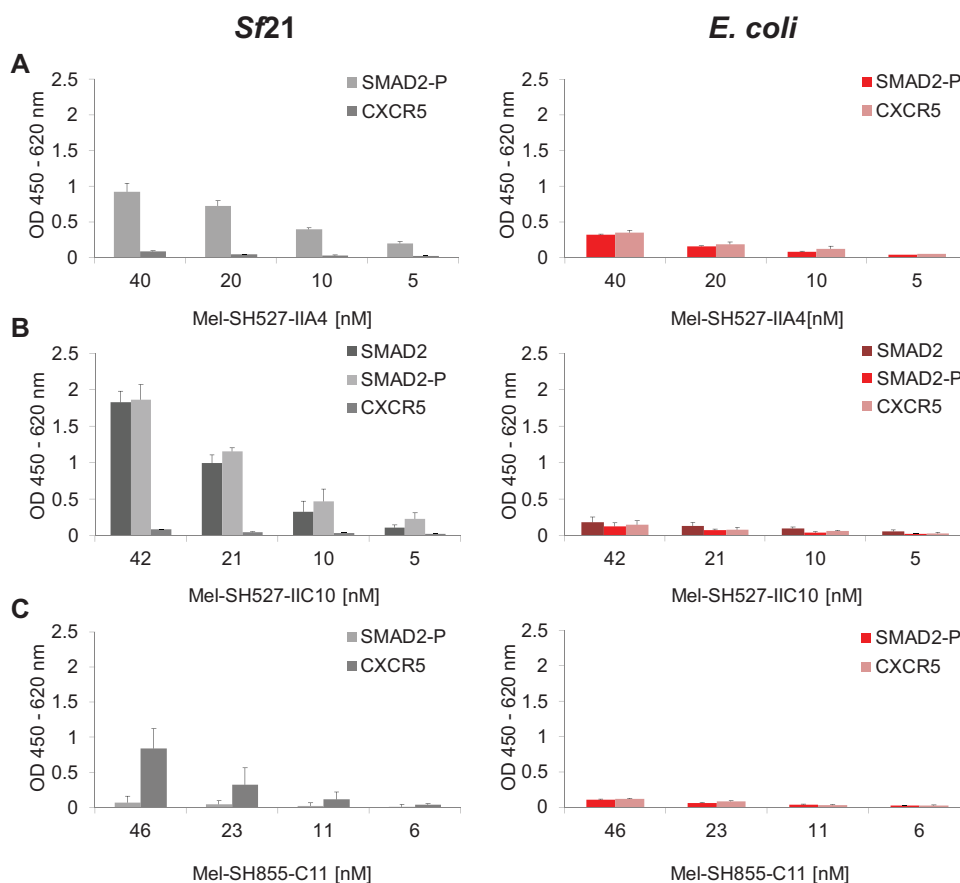 Sf21
E. coli
A
OD 450 - 620 nm
2.5
2
1.5
1
0.5
0
SMAD2-P
CXCR5
40 20 10 5
Mel-SH527-IIA4 [nM]
OD 450 - 620 nm
2.5
2
1.5
1
0.5
0
SMAD2-P
CXCR5
40 20 10 5
Mel-SH527-IIA4[nM]
B
OD 450 - 620 nm
2.5
2
1.5
1
0.5
0
SMAD2
SMAD2-P
CXCR5
42 21 10 5
Mel-SH527-IIC10 [nM]
OD 450 - 620 nm
2.5
2
1.5
1
0.5
0
SMAD2
SMAD2-P
CXCR5
42 21 10 5
Mel-SH527-IIC10 [nM]
C
OD 450 - 620 nm
2.5
2
1.5
1
0.5
0
SMAD2-P
CXCR5
46 23 11 6
Mel-SH855-C11 [nM]
OD 450 - 620 nm
2.5
2
1.5
1
0.5
0
SMAD2-P
CXCR5
46 23 11 6
Mel-SH855-C11 [nM]